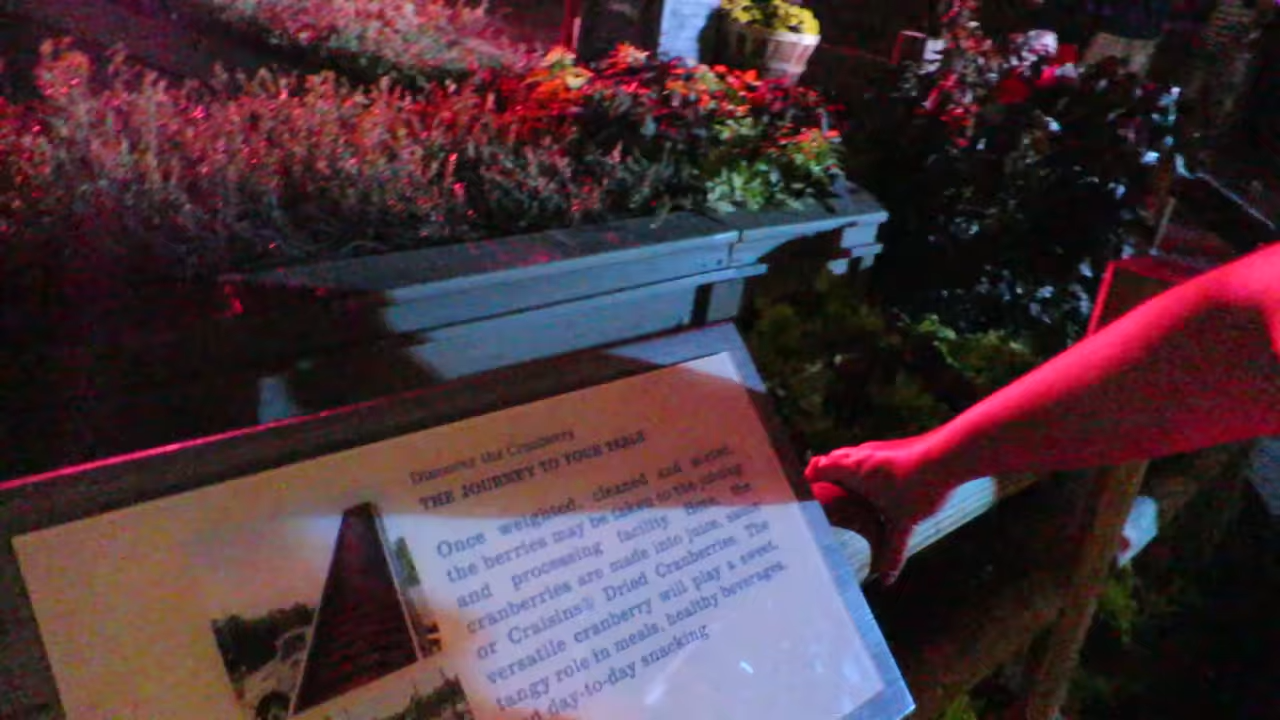 Discover the Cranberry
THE JOURNEY TO YOUR TABLE
Once weighted, cleaned and sorted,
the berries may be taken to the juicing
and processing facility. Here, the
cranberries are made into juice, sauce
or Craisins® Dried Cranberries. The
versatile cranberry will play a sweet,
tangy role in meals, healthy beverages,
day-to-day snacking